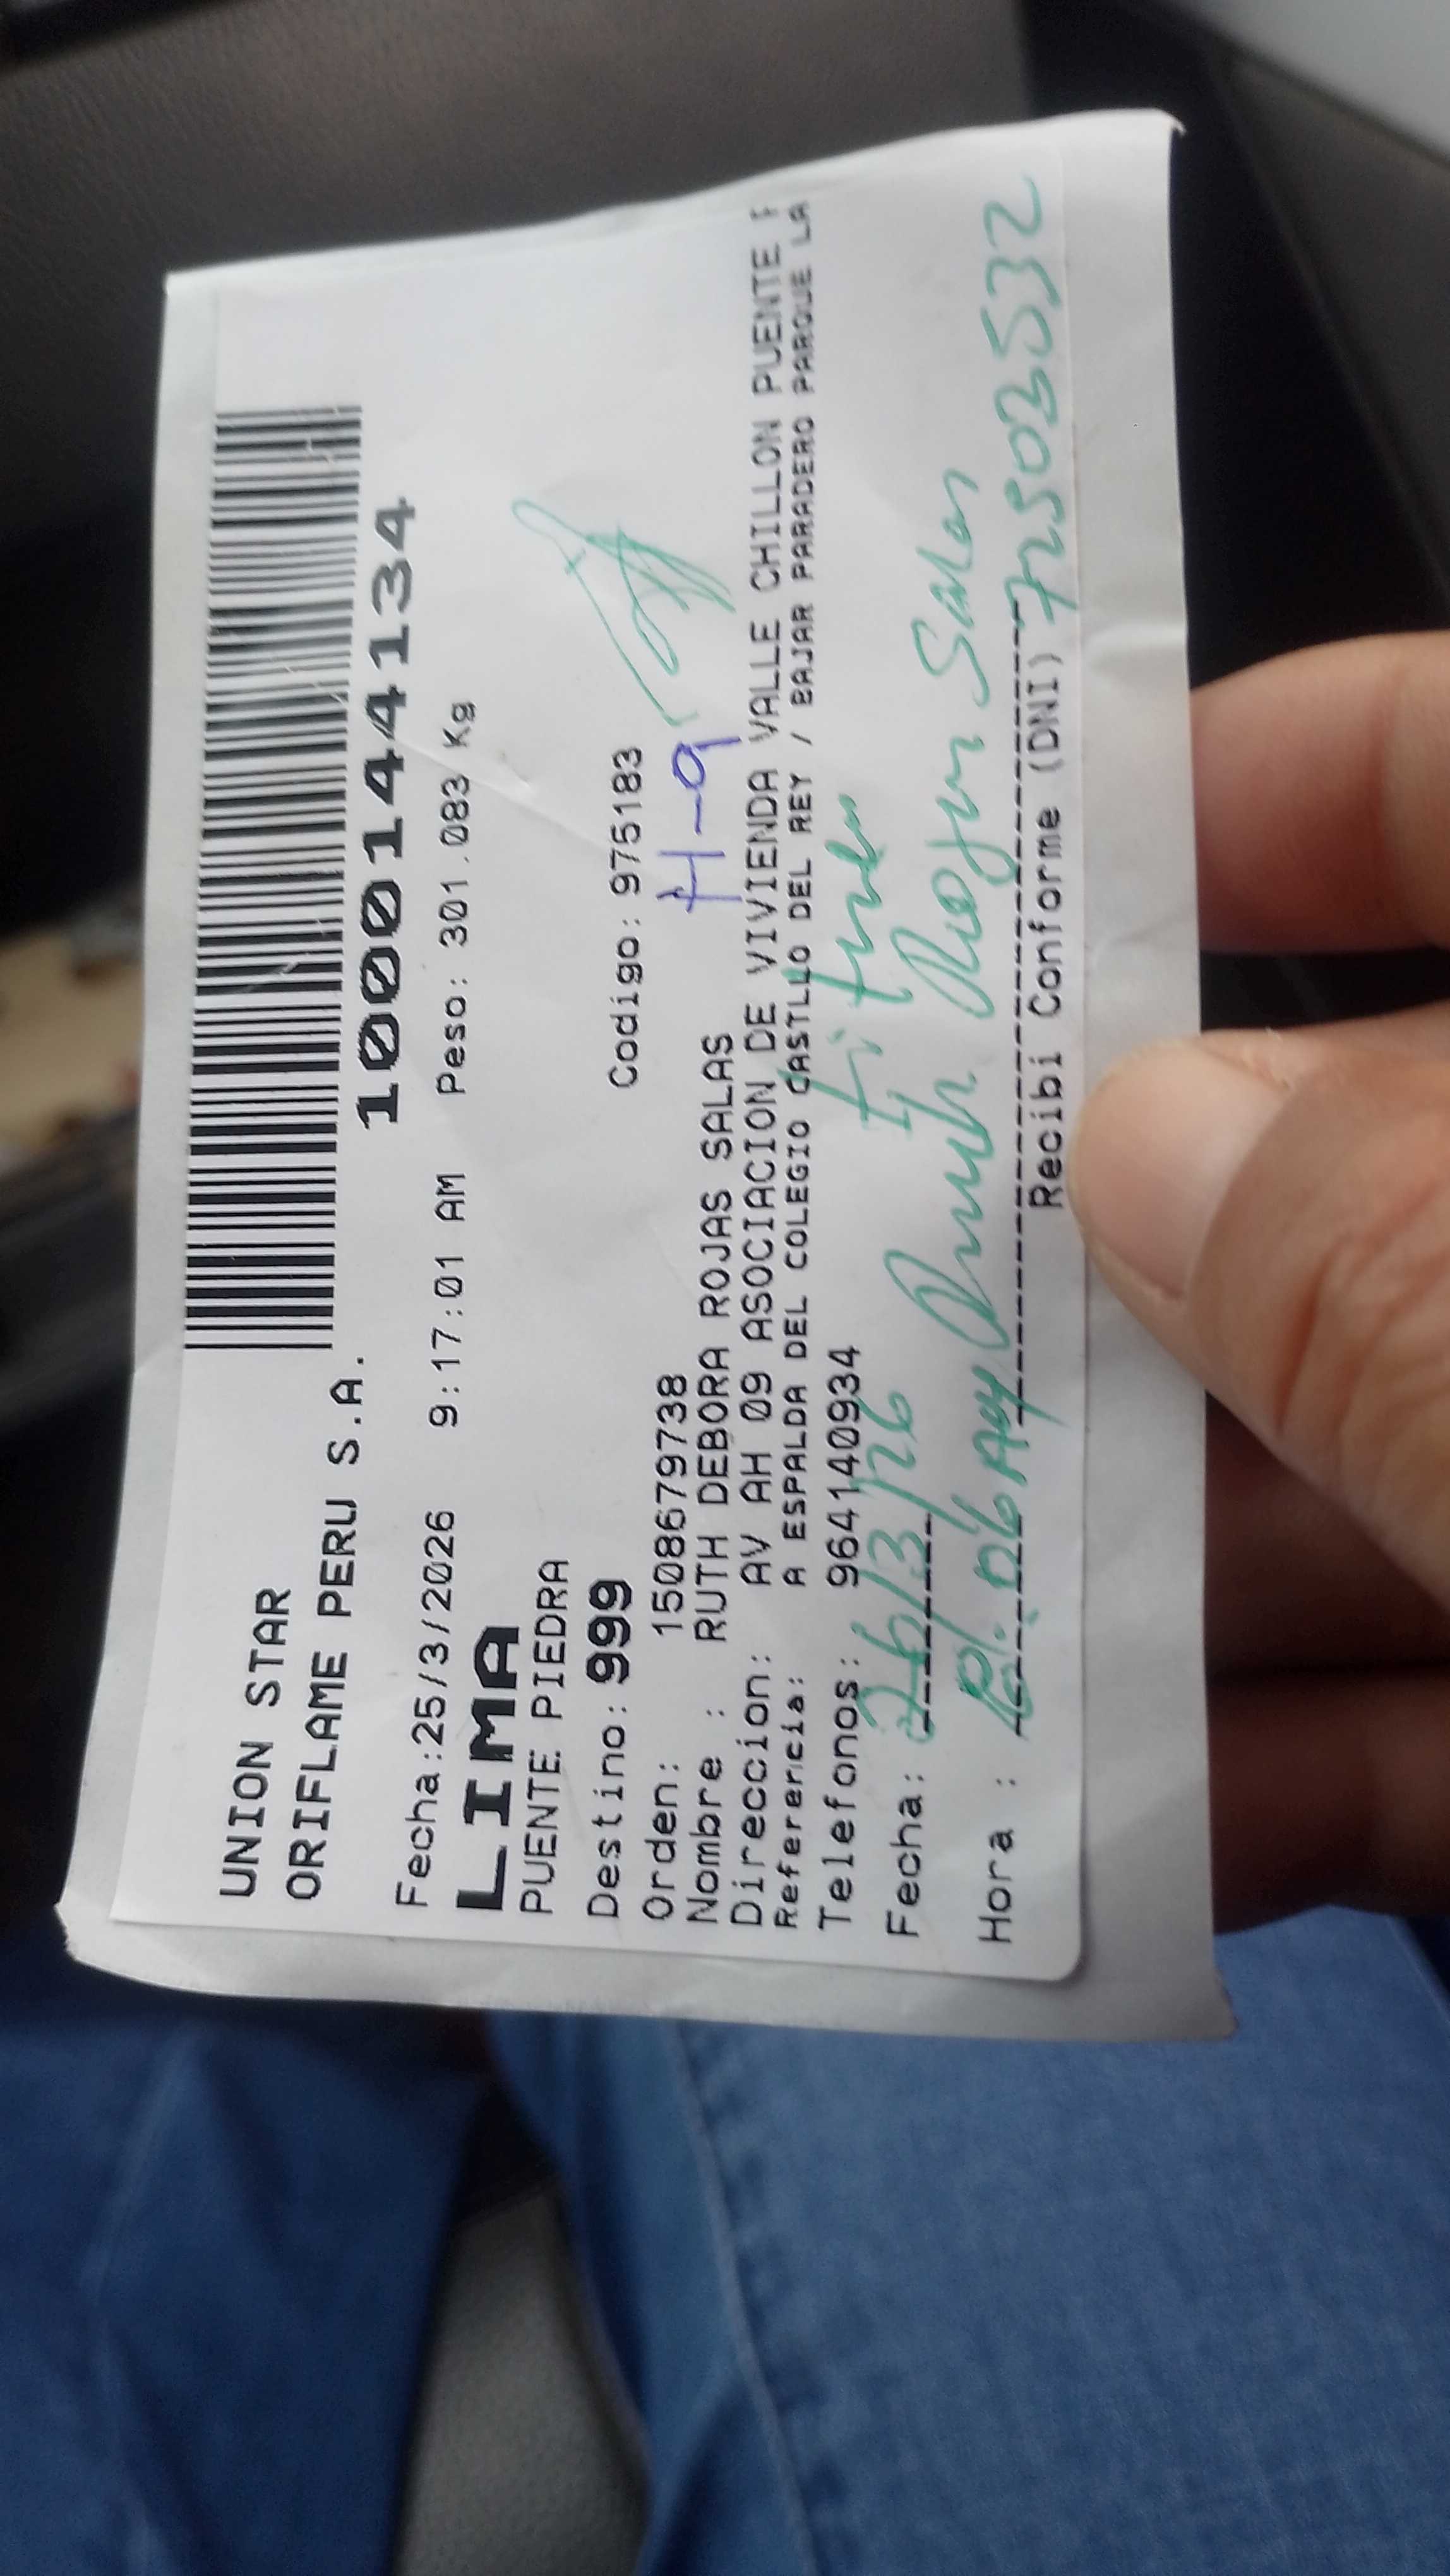 UNION STAR
ORIFLAME PERU S.A.
1000144134
Fecha:25/3/2026 9:17:01 AM Peso: 301.083 Kg
LIMA
PUENTE PIEDRA
Destino: 999 Codigo: 975183
H-9
Orden: 1508679738
Nombre : RUTH DEBORA ROJAS SALAS
Direccion: AV AH 09 ASOCIACION DE VIVIENDA VALLE CHILLON PUENTE
Referencia: A ESPALDA DEL COLEGIO CASTLLO DEL REY / BAJAR PARADERO PARQUE LA
Telefonos: 964140934
Fecha: 26/3/26
Hora : Salas
Recibi Conforme (DNI) 72503532